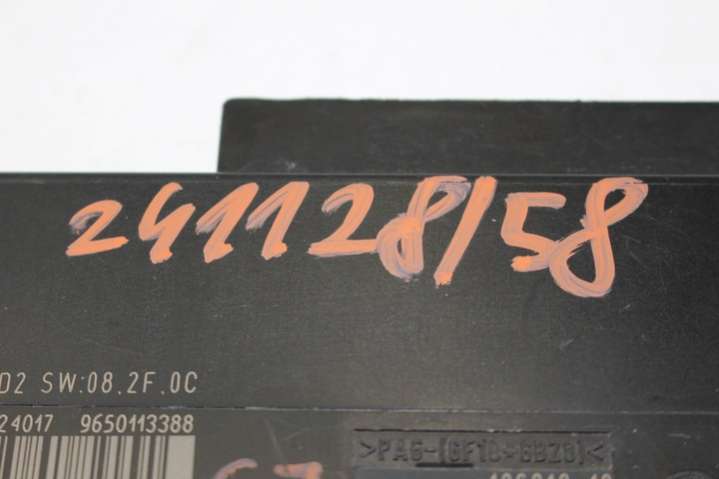 241128/58
D2 SW:08.2F.0C
24017 9650113388
>PA6-(GF10+GB20)<